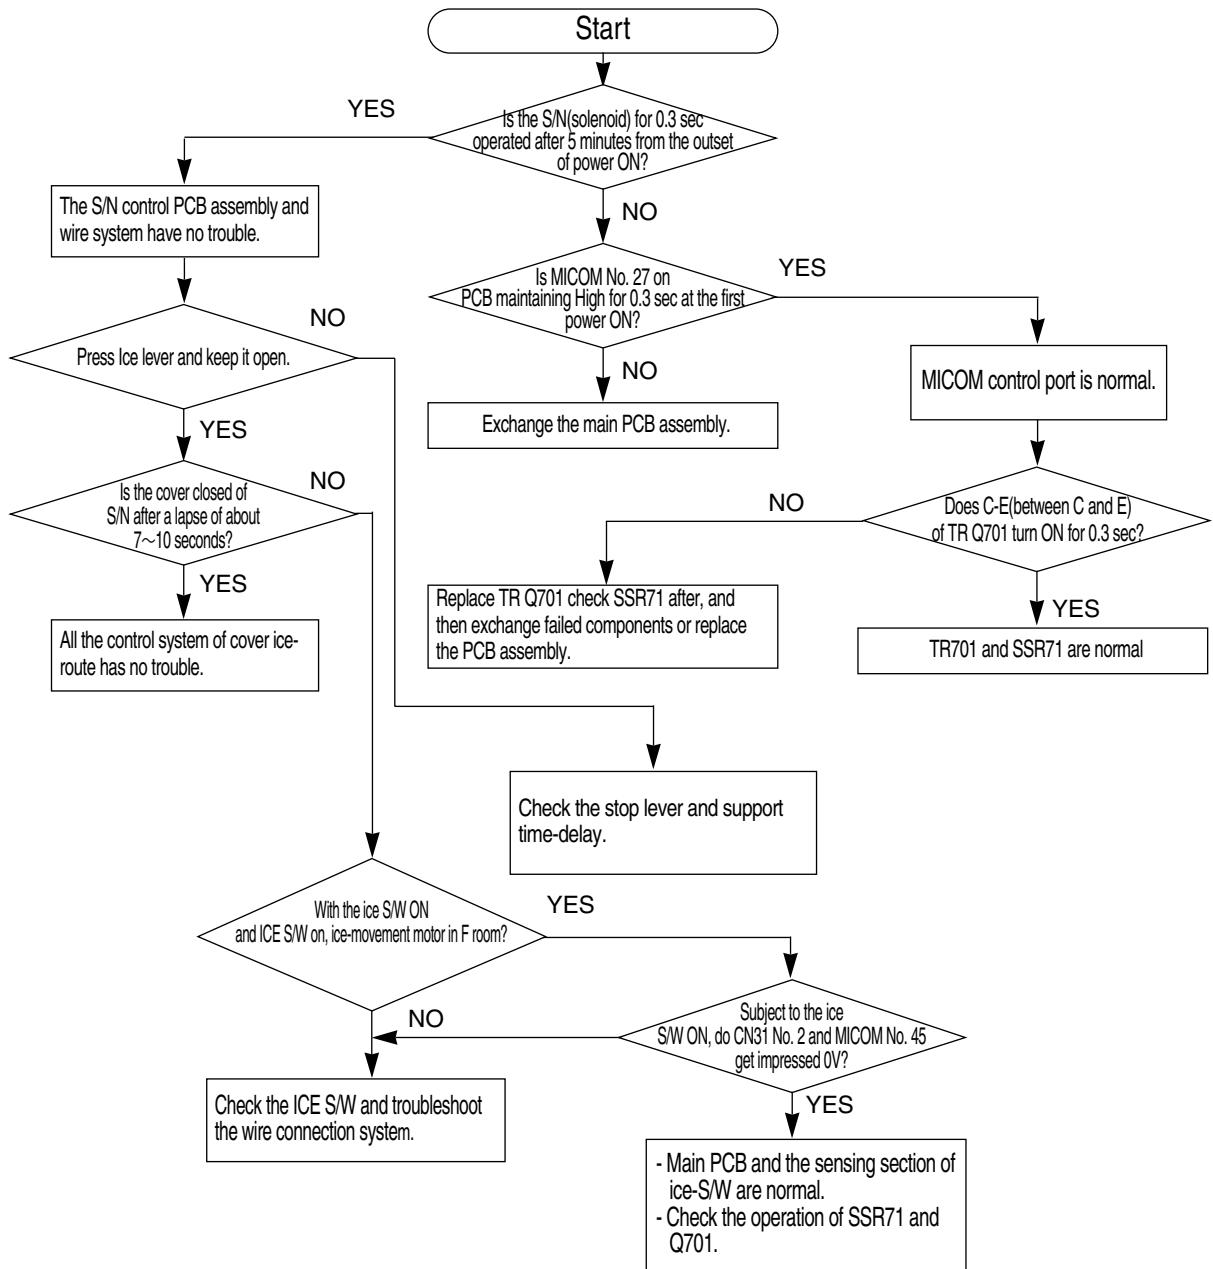 Start
YES
Is the S/N(solenoid) for 0.3 sec
operated after 5 minutes from the outset
of power ON?
The S/N control PCB assembly and
wire system have no trouble.
NO
Is MICOM No. 27 on
PCB maintaining High for 0.3 sec at the first
power ON?
YES
NO
Press Ice lever and keep it open.
NO
MICOM control port is normal.
Exchange the main PCB assembly.
YES
Is the cover closed of
S/N after a lapse of about
7～10 seconds?
NO
NO
Does C-E(between C and E)
of TR Q701 turn ON for 0.3 sec?
YES
Replace TR Q701 check SSR71 after, and
then exchange failed components or replace
the PCB assembly.
YES
All the control system of cover ice-
route has no trouble.
TR701 and SSR71 are normal
Check the stop lever and support
time-delay.
With the ice S/W ON
and ICE S/W on, ice-movement motor in F room?
YES
Subject to the ice
S/W ON, do CN31 No. 2 and MICOM No. 45
get impressed 0V?
NO
Check the ICE S/W and troubleshoot
the wire connection system.
YES
- Main PCB and the sensing section of
ice-S/W are normal.
- Check the operation of SSR71 and
Q701.